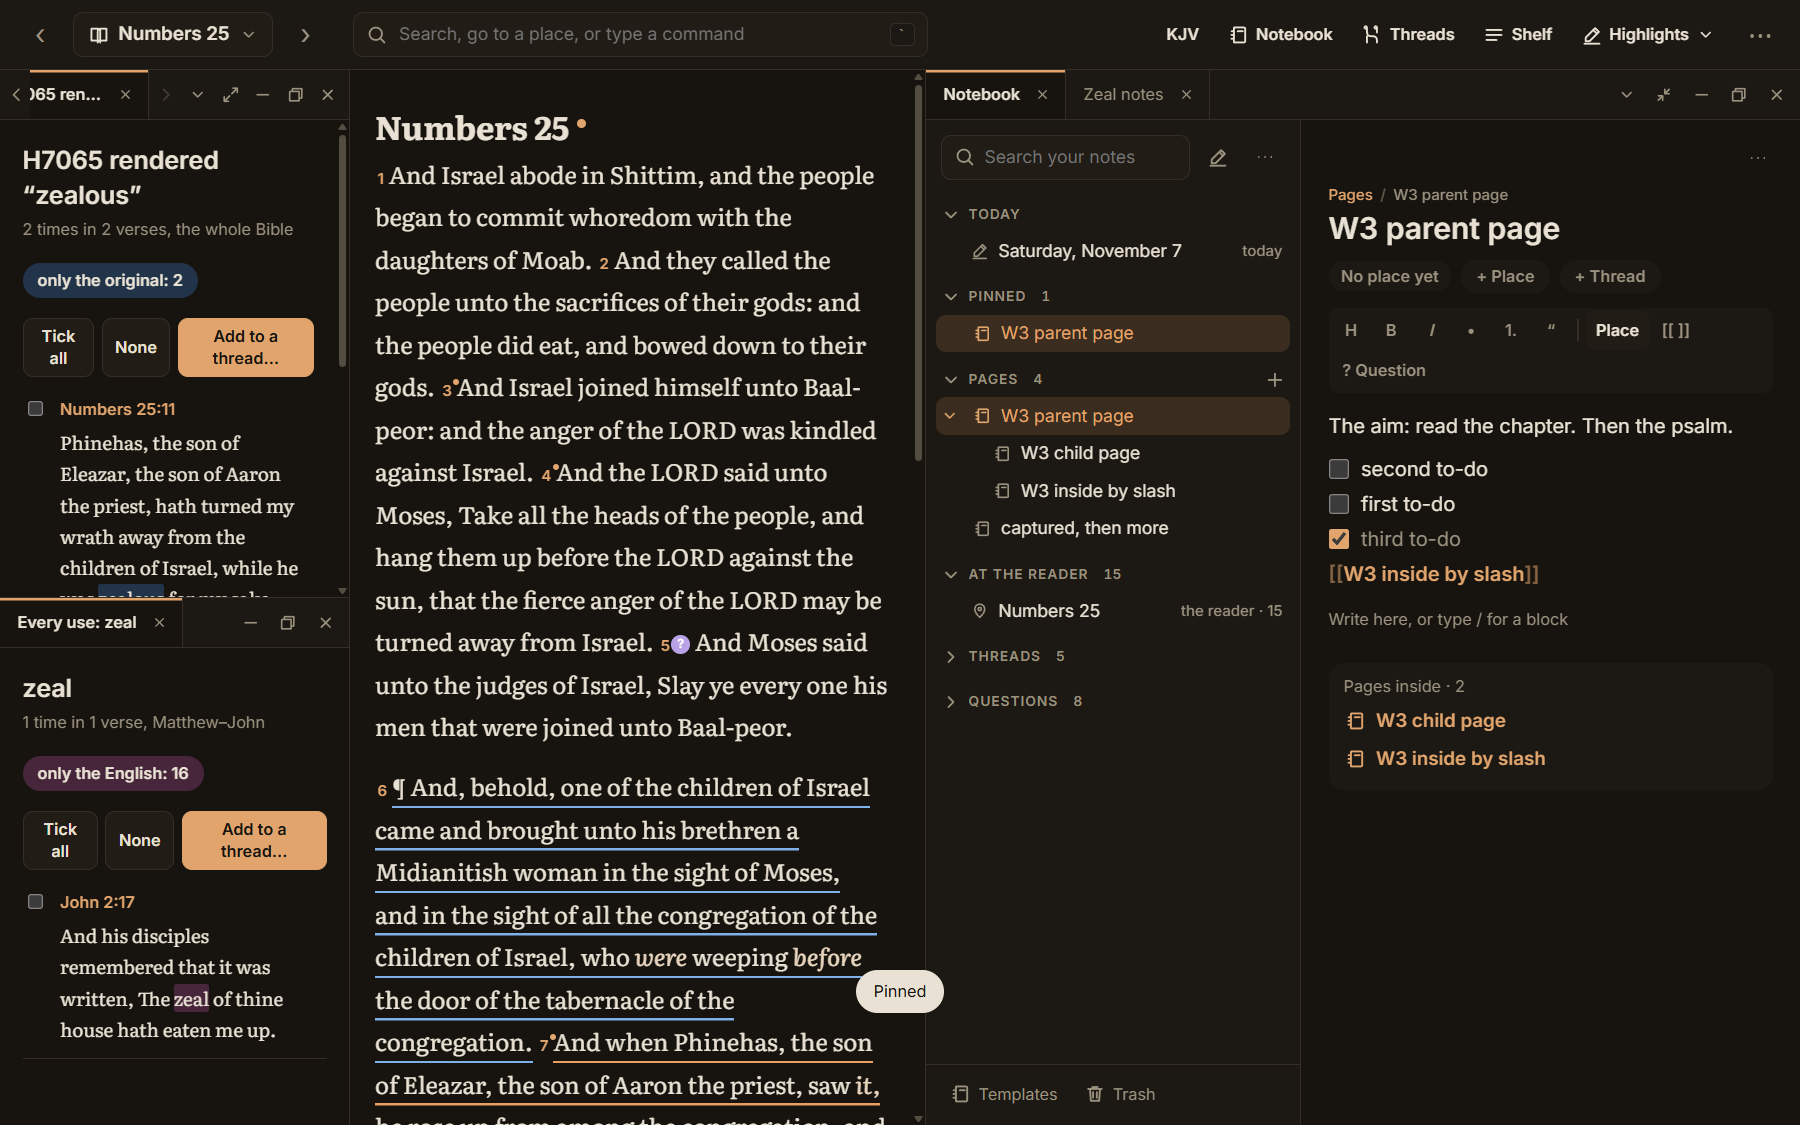 Numbers 25
Search, go to a place, or type a command
`
KJV
Notebook
Threads
Shelf
Highlights
065 ren...
H7065 rendered
“zealous”
2 times in 2 verses, the whole Bible
only the original: 2
Tick
all
None
Add to a
thread...
Numbers 25:11
Phinehas, the son of
Eleazar, the son of Aaron
the priest, hath turned my
wrath away from the
children of Israel, while he
was zealous for my sake
Every use: zeal
zeal
1 time in 1 verse, Matthew–John
only the English: 16
Tick
all
None
Add to a
thread...
John 2:17
And his disciples
remembered that it was
written, The zeal of thine
house hath eaten me up.
Numbers 25
1 And Israel abode in Shittim, and the people
began to commit whoredom with the
daughters of Moab. 2 And they called the
people unto the sacrifices of their gods: and
the people did eat, and bowed down to their
gods. 3 And Israel joined himself unto Baal-
peor: and the anger of the LORD was kindled
against Israel. 4 And the LORD said unto
Moses, Take all the heads of the people, and
hang them up before the LORD against the
sun, that the fierce anger of the LORD may be
turned away from Israel. 5 ? And Moses said
unto the judges of Israel, Slay ye every one his
men that were joined unto Baal-peor.
6 ¶ And, behold, one of the children of Israel
came and brought unto his brethren a
Midianitish woman in the sight of Moses,
and in the sight of all the congregation of the
children of Israel, who were weeping before
the door of the tabernacle of the
congregation. 7 And when Phinehas, the son
of Eleazar, the son of Aaron the priest, saw it,
he rose up from among the congregation, and
Pinned
Notebook
Zeal notes
Search your notes
TODAY
Saturday, November 7 today
PINNED 1
W3 parent page
PAGES 4
W3 parent page
W3 child page
W3 inside by slash
captured, then more
AT THE READER 15
Numbers 25 the reader · 15
THREADS 5
QUESTIONS 8
Templates
Trash
Pages / W3 parent page
W3 parent page
No place yet
+ Place
+ Thread
H B I • 1. “ Place [[ ]]
? Question
The aim: read the chapter. Then the psalm.
second to-do
first to-do
third to-do
[[W3 inside by slash]]
Write here, or type / for a block
Pages inside · 2
W3 child page
W3 inside by slash